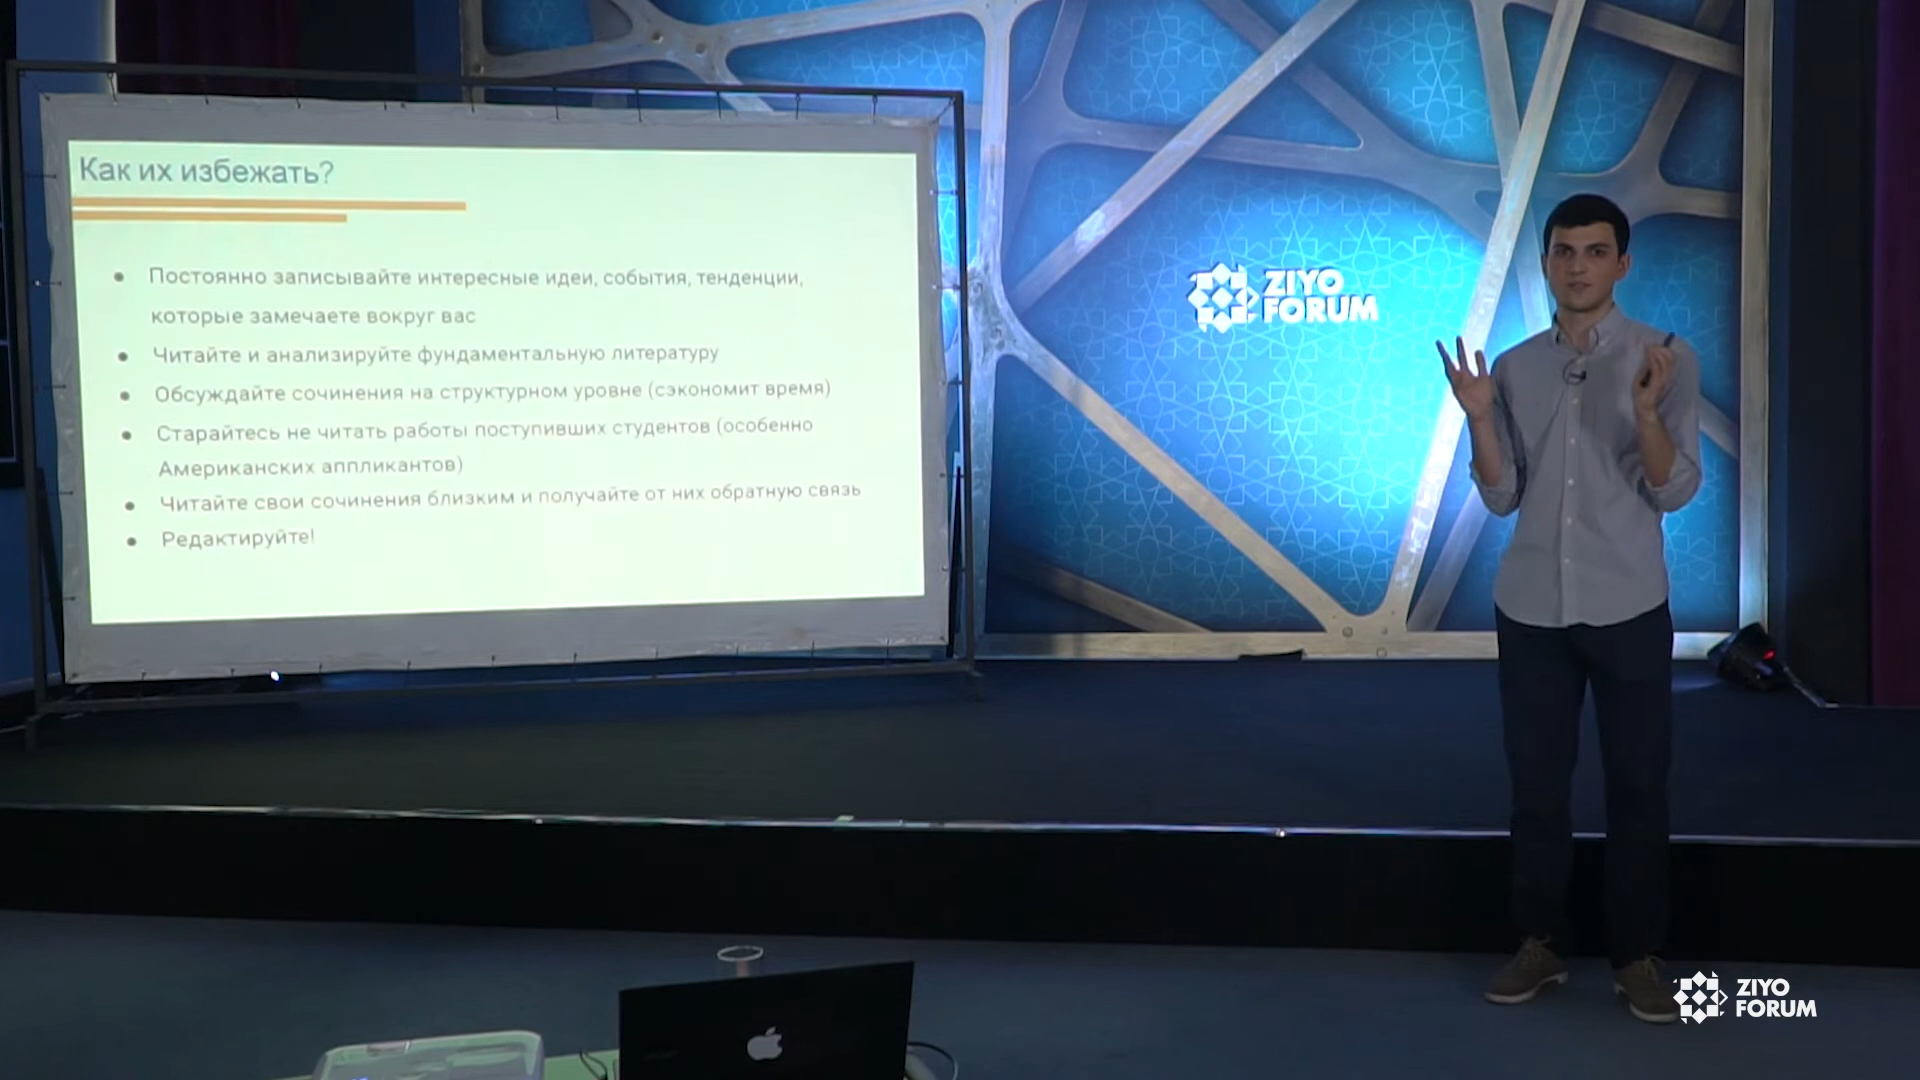 Как их избежать?
Постоянно записывайте интересные идеи, события, тенденции,
которые замечаете вокруг вас
Читайте и анализируйте фундаментальную литературу
Обсуждайте сочинения на структурном уровне (сэкономит время)
Старайтесь не читать работы поступивших студентов (особенно
Американских аппликантов)
Читайте свои сочинения близким и получайте от них обратную связь
Редактируйте!
ZIYO
FORUM
ZIYO
FORUM